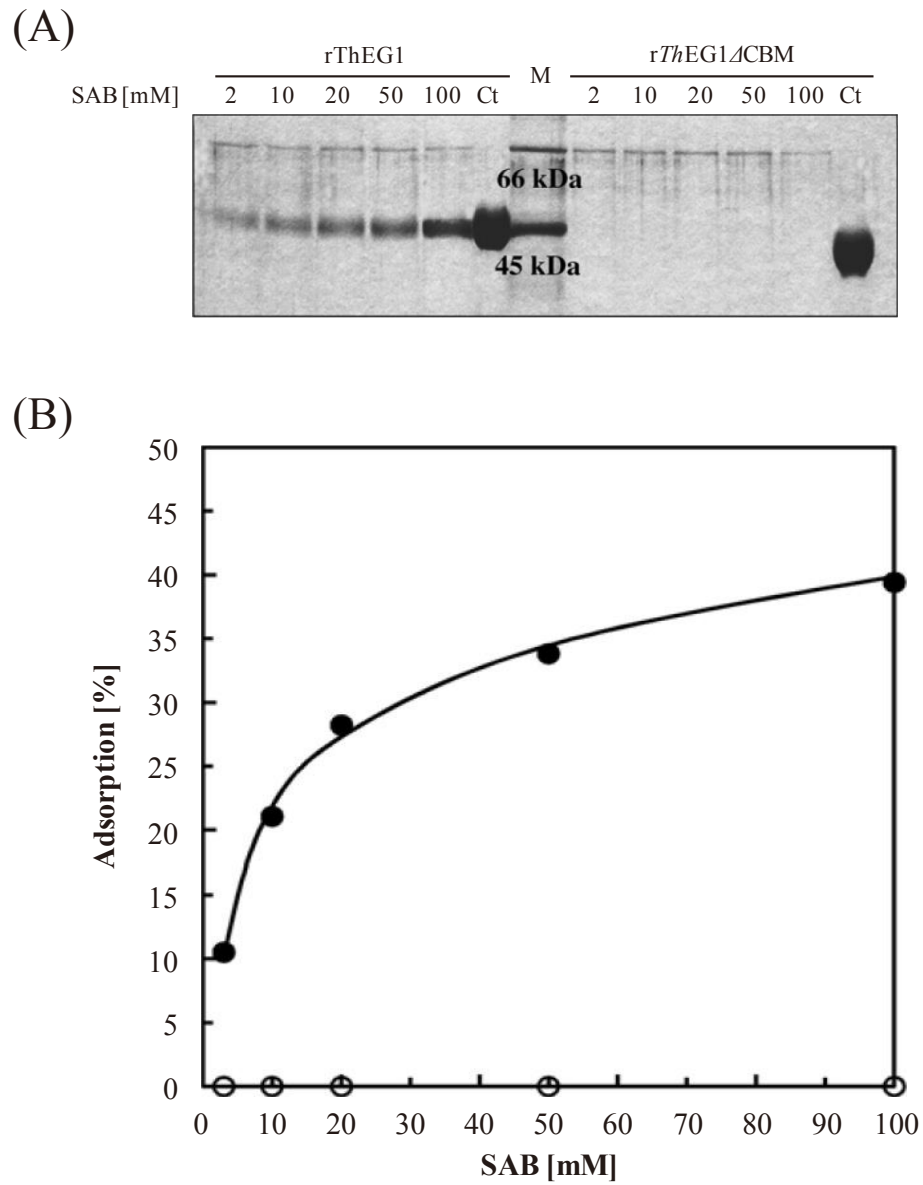 (A)
rThEG1 M rThEG1ΔCBM
SAB [mM] 2 10 20 50 100 Ct 2 10 20 50 100 Ct
66 kDa
45 kDa
(B)
50
45
40
35
30
25
20
15
10
5
0
Adsorption [%]
0 10 20 30 40 50 60 70 80 90 100
SAB [mM]